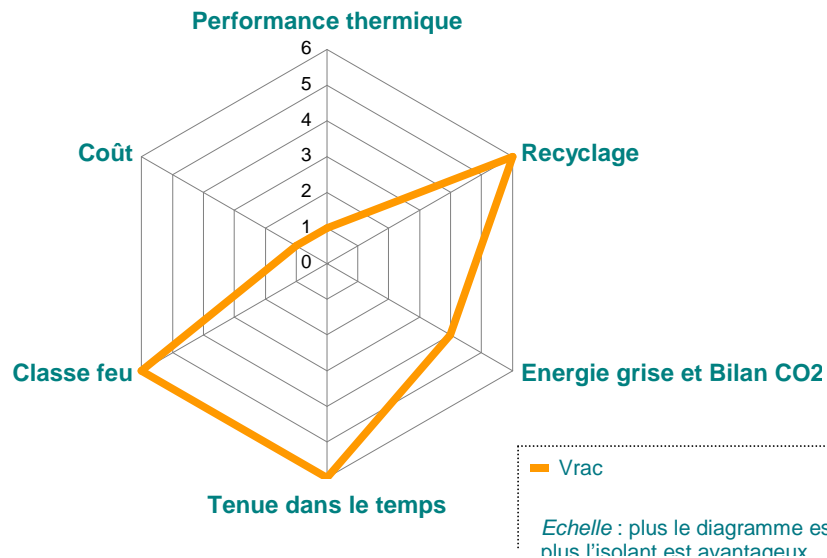 Performance thermique
6
5
4
3
2
1
0
Coût
Recyclage
Classe feu
Energie grise et Bilan CO2
Tenue dans le temps
Vrac
Echelle : plus le diagramme es
plus l'isolant est avantageux